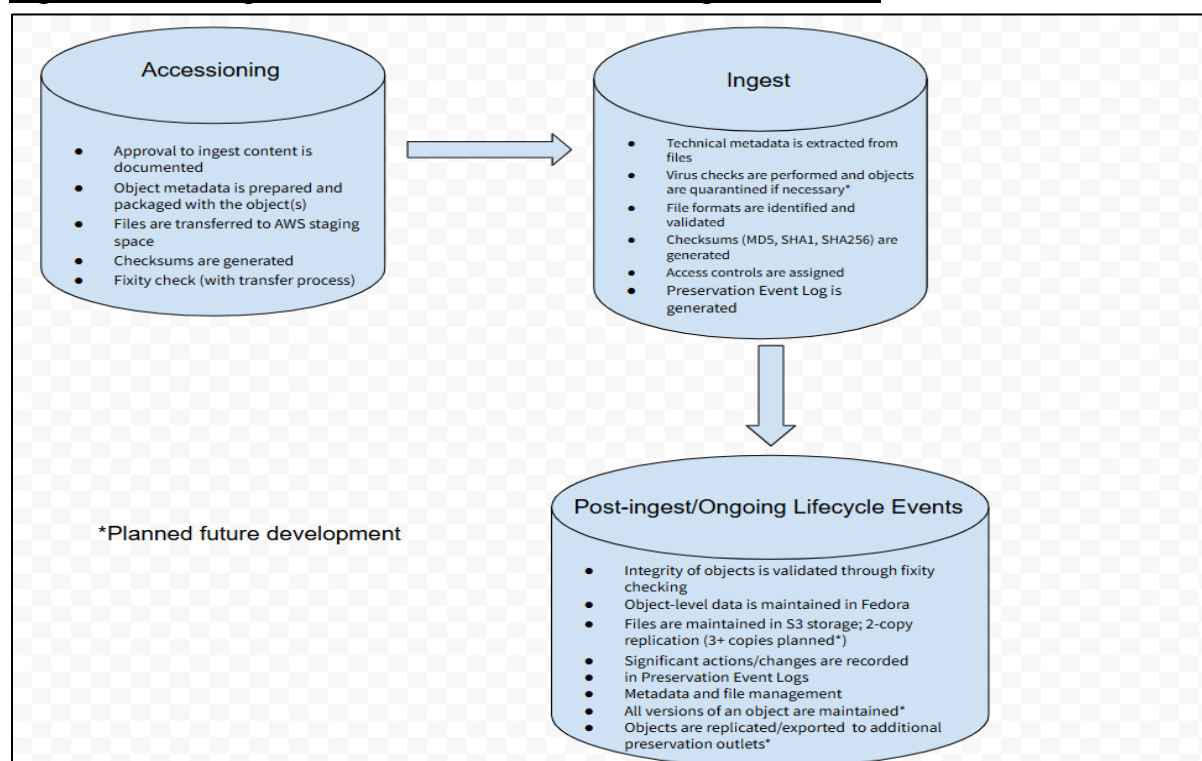 Accessioning
● Approval to ingest content is
documented
● Object metadata is prepared and
packaged with the object(s)
● Files are transferred to AWS staging
space
● Checksums are generated
● Fixity check (with transfer process)
Ingest
● Technical metadata is extracted from
files
● Virus checks are performed and objects
are quarantined if necessary*
● File formats are identified and
validated
● Checksums (MD5, SHA1, SHA256) are
generated
● Access controls are assigned
● Preservation Event Log is
generated
Post-ingest/Ongoing Lifecycle Events
● Integrity of objects is validated through fixity
checking
● Object-level data is maintained in Fedora
● Files are maintained in S3 storage; 2-copy
replication (3+ copies planned*)
● Significant actions/changes are recorded
● in Preservation Event Logs
● Metadata and file management
● All versions of an object are maintained*
● Objects are replicated/exported to additional
preservation outlets*
*Planned future development